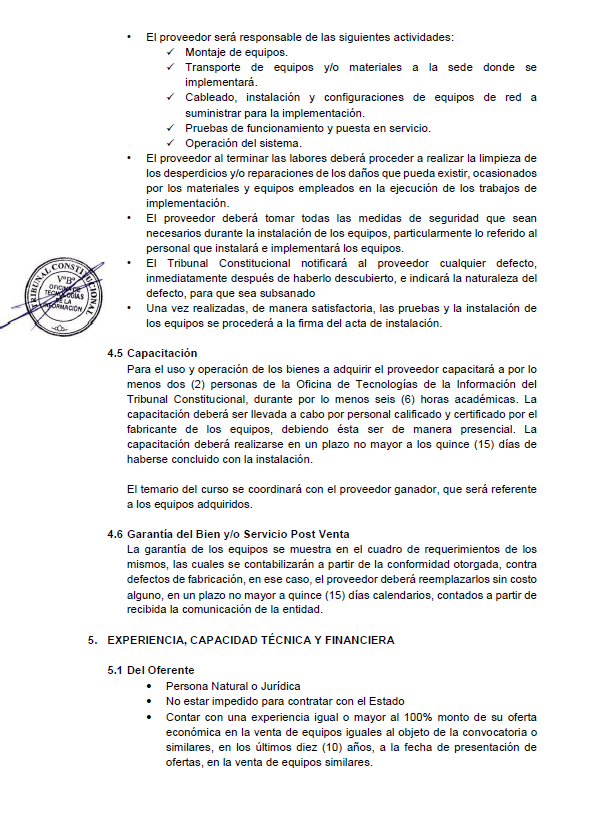 • El proveedor será responsable de las siguientes actividades:
✓ Montaje de equipos.
✓ Transporte de equipos y/o materiales a la sede donde se
implementará.
✓ Cableado, instalación y configuraciones de equipos de red a
suministrar para la implementación.
✓ Pruebas de funcionamiento y puesta en servicio.
✓ Operación del sistema.
• El proveedor al terminar las labores deberá proceder a realizar la limpieza de
los desperdicios y/o reparaciones de los daños que pueda existir, ocasionados
por los materiales y equipos empleados en la ejecución de los trabajos de
implementación.
• El proveedor deberá tomar todas las medidas de seguridad que sean
necesarios durante la instalación de los equipos, particularmente lo referido al
personal que instalará e implementará los equipos.
• El Tribunal Constitucional notificará al proveedor cualquier defecto,
inmediatamente después de haberlo descubierto, e indicará la naturaleza del
defecto, para que sea subsanado
• Una vez realizadas, de manera satisfactoria, las pruebas y la instalación de
los equipos se procederá a la firma del acta de instalación.
TRIBUNAL CONSTITUCIONAL
VºBº
OFICINA DE
TECNOLOGÍAS
DE LA
INFORMACIÓN
4.5 Capacitación
Para el uso y operación de los bienes a adquirir el proveedor capacitará a por lo
menos dos (2) personas de la Oficina de Tecnologías de la Información del
Tribunal Constitucional, durante por lo menos seis (6) horas académicas. La
capacitación deberá ser llevada a cabo por personal calificado y certificado por el
fabricante de los equipos, debiendo ésta ser de manera presencial. La
capacitación deberá realizarse en un plazo no mayor a los quince (15) días de
haberse concluido con la instalación.
El temario del curso se coordinará con el proveedor ganador, que será referente
a los equipos adquiridos.
4.6 Garantía del Bien y/o Servicio Post Venta
La garantía de los equipos se muestra en el cuadro de requerimientos de los
mismos, las cuales se contabilizarán a partir de la conformidad otorgada, contra
defectos de fabricación, en ese caso, el proveedor deberá reemplazarlos sin costo
alguno, en un plazo no mayor a quince (15) días calendarios, contados a partir de
recibida la comunicación de la entidad.
5. EXPERIENCIA, CAPACIDAD TÉCNICA Y FINANCIERA
5.1 Del Oferente
• Persona Natural o Jurídica
• No estar impedido para contratar con el Estado
• Contar con una experiencia igual o mayor al 100% monto de su oferta
económica en la venta de equipos iguales al objeto de la convocatoria o
similares, en los últimos diez (10) años, a la fecha de presentación de
ofertas, en la venta de equipos similares.